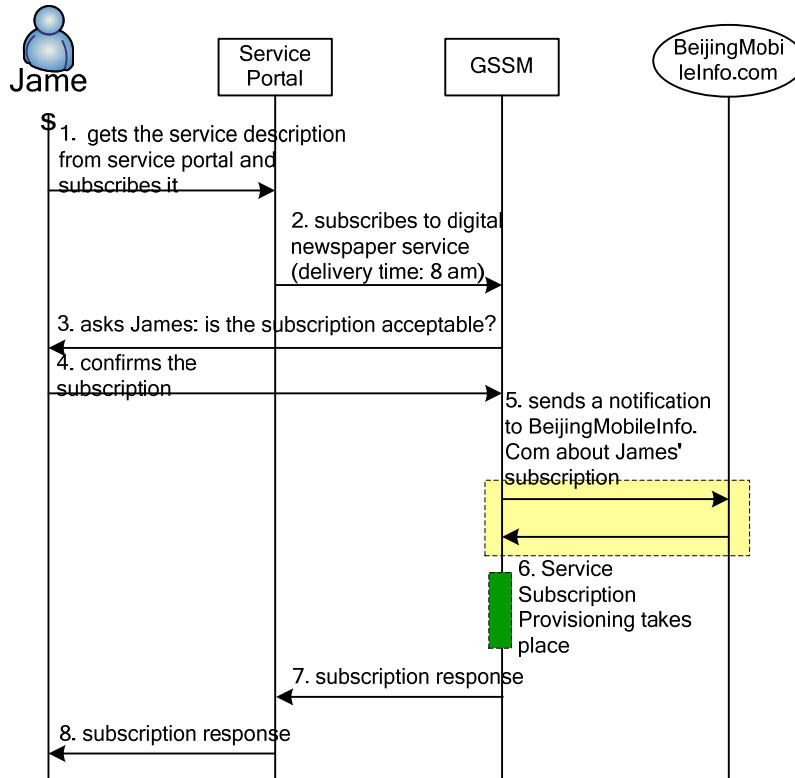 Jame
Service
Portal
GSSM
BeijingMobi
leInfo.com
$
1. gets the service description
from service portal and
subscribes it
2. subscribes to digital
newspaper service
(delivery time: 8 am)
3. asks James: is the subscription acceptable?
4. confirms the
subscription
5. sends a notification
to BeijingMobileInfo.
Com about James'
subscription
6. Service
Subscription
Provisioning takes
place
7. subscription response
8. subscription response